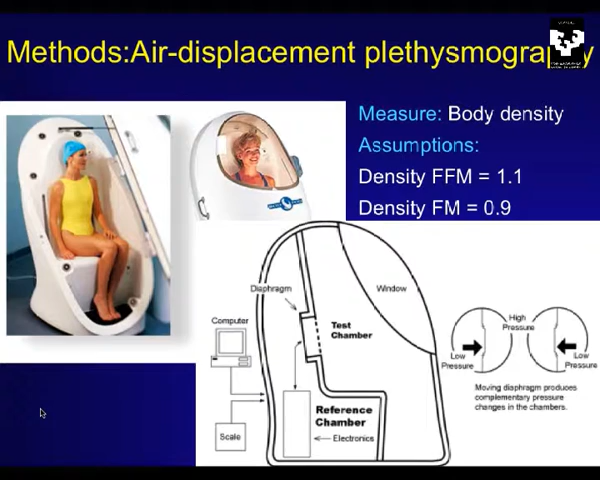 Methods:Air-displacement plethysmography
Measure: Body density
Assumptions:
Density FFM = 1.1
Density FM = 0.9
Diaphragm
Window
Computer
Test
Chamber
High
Pressure
Low
Pressure
Low
Pressure
Moving diaphragm produces
complementary pressure
changes in the chambers.
Reference
Chamber
Scale
Electronics